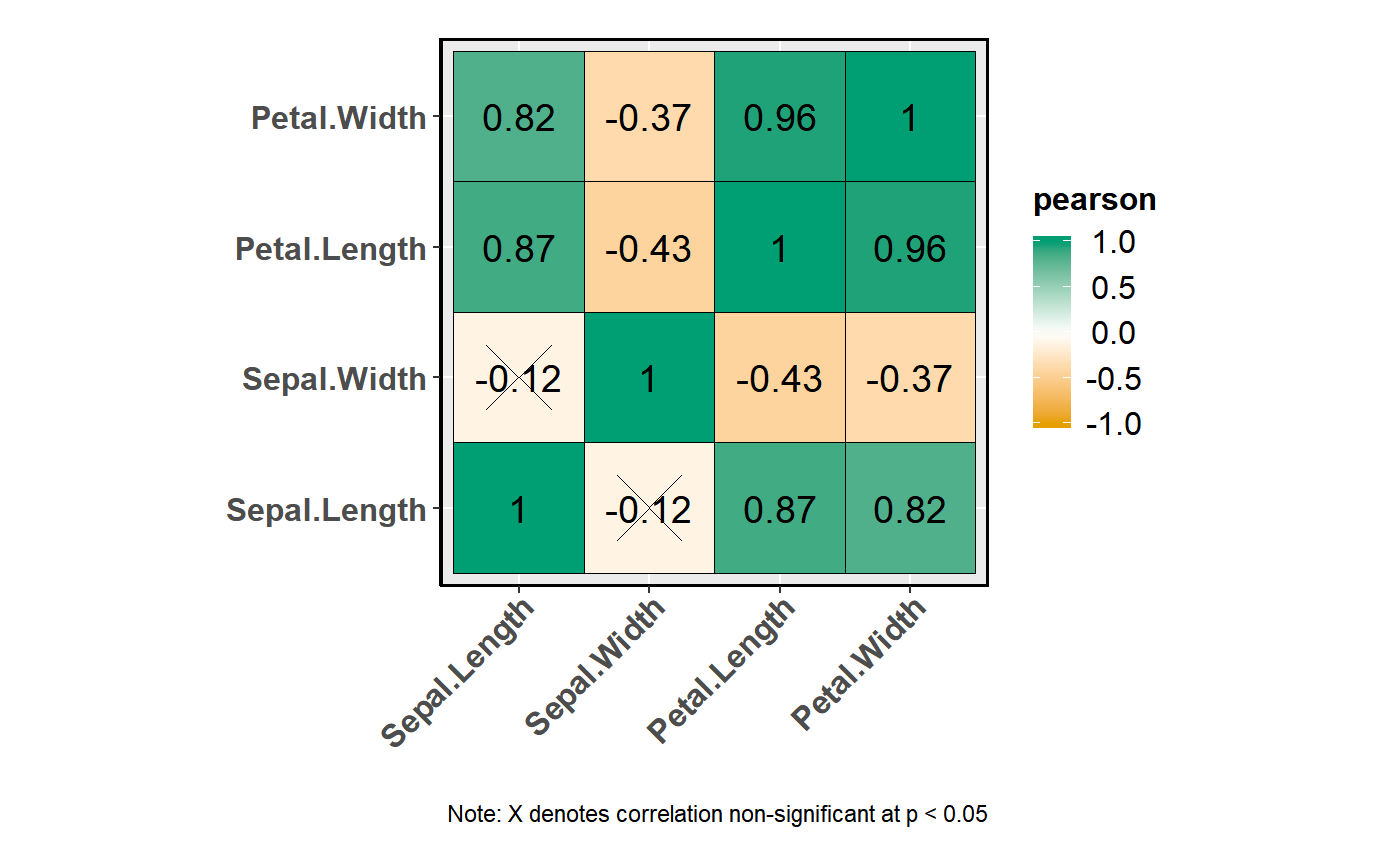 Petal.Width 0.82 -0.37 0.96 1
Petal.Length 0.87 -0.43 1 0.96
Sepal.Width -0.12 1 -0.43 -0.37
Sepal.Length 1 -0.12 0.87 0.82
Sepal.Length Sepal.Width Petal.Length Petal.Width
pearson
1.0
0.5
0.0
-0.5
-1.0
Note: X denotes correlation non-significant at p < 0.05